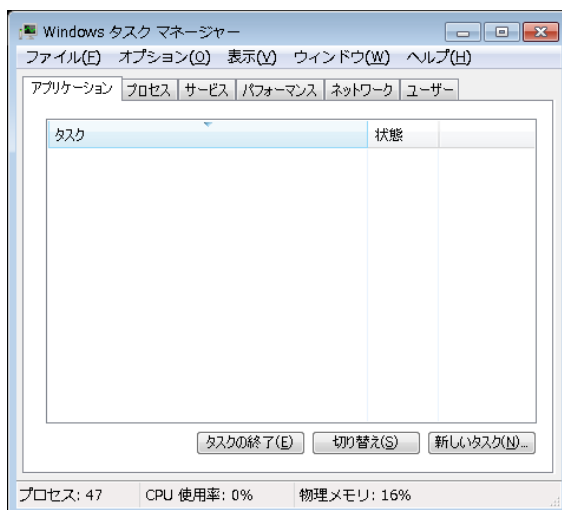 Windows タスク マネージャー
ファイル(F) オプション(O) 表示(V) ウィンドウ(W) ヘルプ(H)
アプリケーション プロセス サービス パフォーマンス ネットワーク ユーザー
タスク 状態
タスクの終了(E) 切り替え(S) 新しいタスク(N)...
プロセス: 47 CPU 使用率: 0% 物理メモリ: 16%